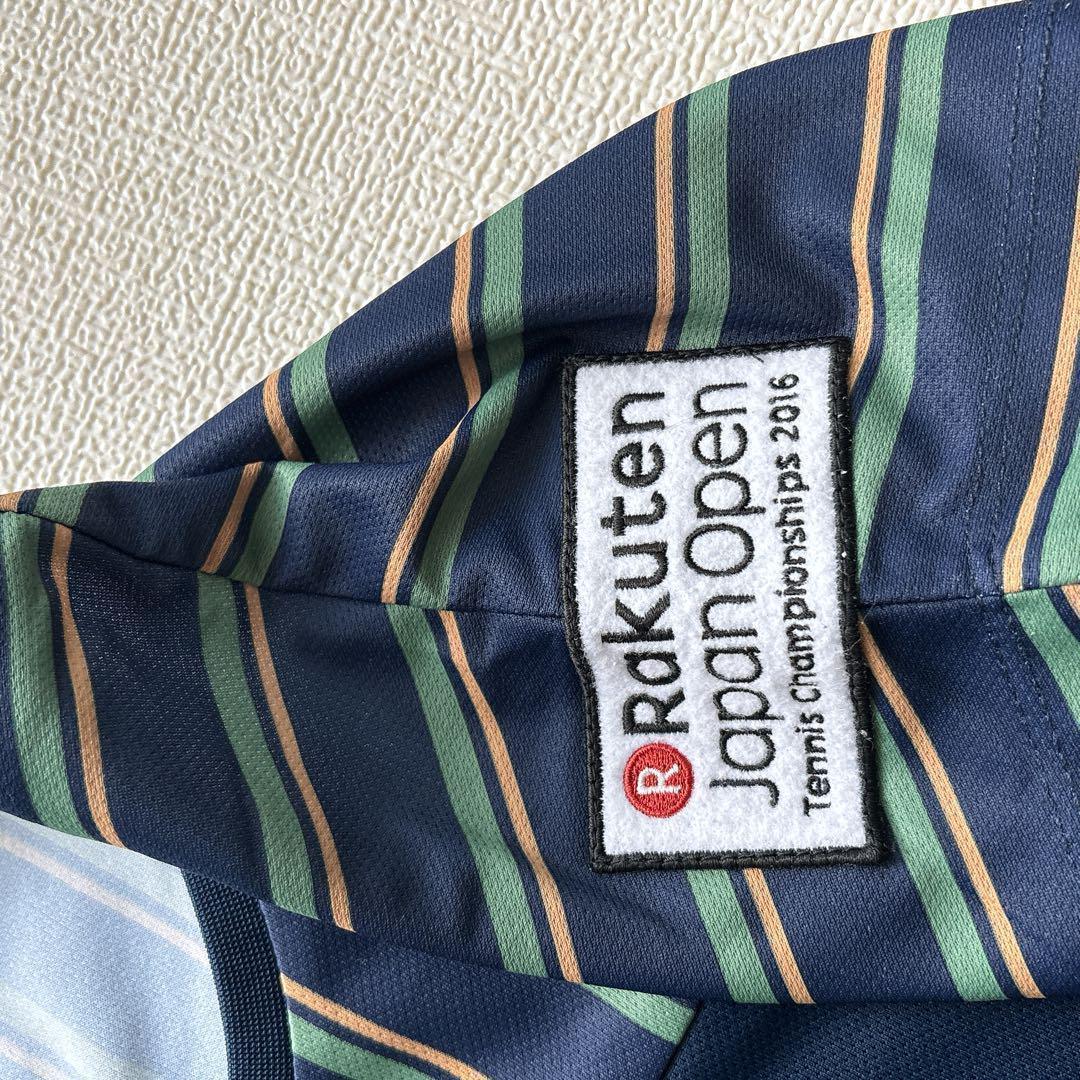 R Rakuten
Japan Open
Tennis Championships 2016